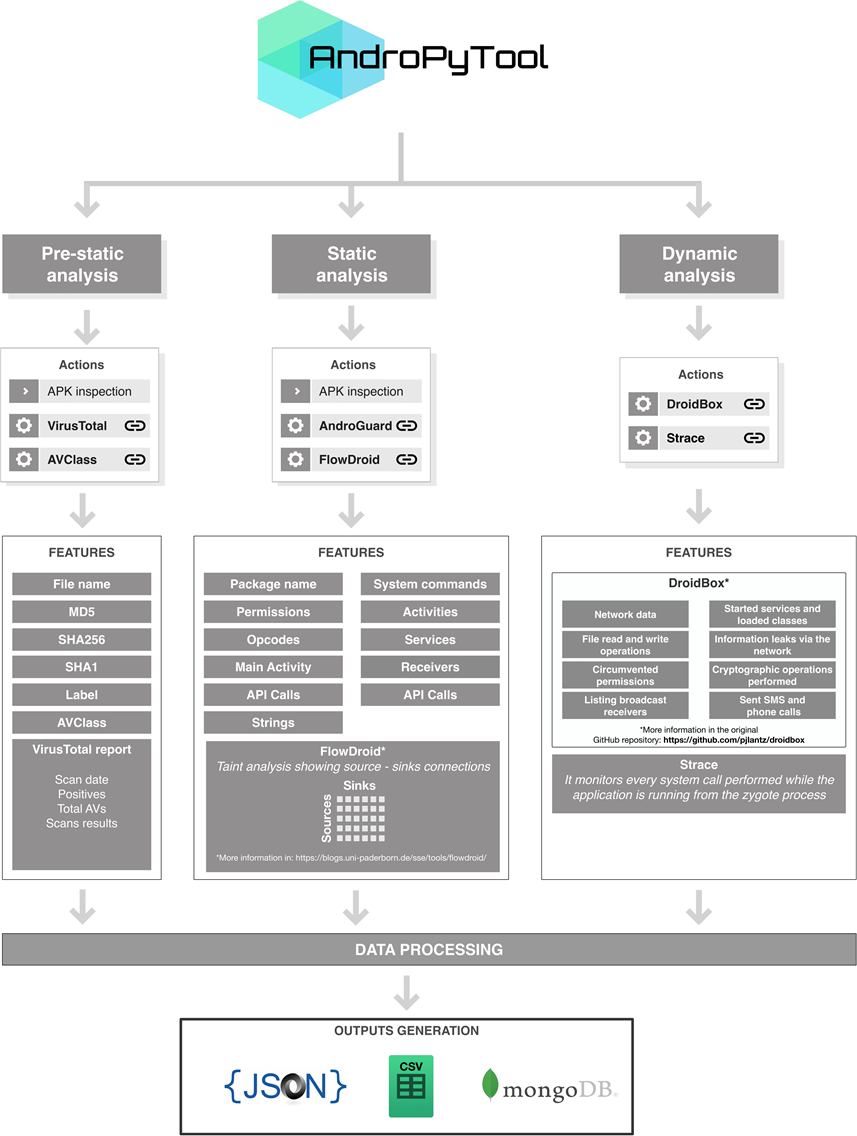 AndroPyTool
Pre-static
analysis
Static
analysis
Dynamic
analysis
Actions
APK inspection
VirusTotal
AVClass
Actions
APK inspection
AndroGuard
FlowDroid
Actions
DroidBox
Strace
FEATURES
File name
MD5
SHA256
SHA1
Label
AVClass
VirusTotal report
Scan date
Positives
Total AVs
Scans results
FEATURES
Package name
System commands
Permissions
Activities
Opcodes
Services
Main Activity
Receivers
API Calls
API Calls
Strings
FlowDroid*
Taint analysis showing source - sinks connections
Sinks
Sources
*More information in: https://blogs.uni-paderborn.de/sse/tools/flowdroid/
FEATURES
DroidBox*
Network data
Started services and
loaded classes
File read and write
operations
Information leaks via the
network
Circumvented
permissions
Cryptographic operations
performed
Listing broadcast
receivers
Sent SMS and
phone calls
*More information in the original
GitHub repository: https://github.com/pjlantz/droidbox
Strace
It monitors every system call performed while the
application is running from the zygote process
DATA PROCESSING
OUTPUTS GENERATION
{JSON}
CSV
mongoDB®